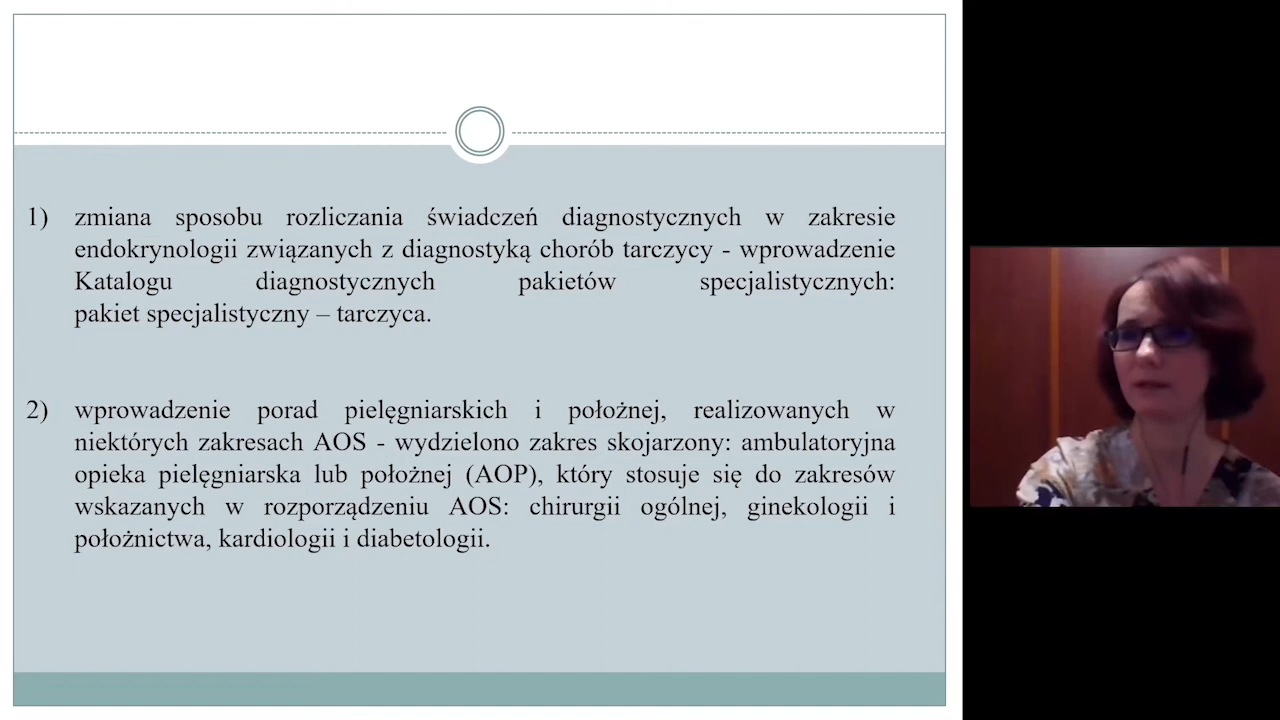 1) zmiana sposobu rozliczania świadczeń diagnostycznych w zakresie
endokrynologii związanych z diagnostyką chorób tarczycy - wprowadzenie
Katalogu diagnostycznych pakietów specjalistycznych:
pakiet specjalistyczny – tarczyca.
2) wprowadzenie porad pielęgniarskich i położnej, realizowanych w
niektórych zakresach AOS - wydzielono zakres skojarzony: ambulatoryjna
opieka pielęgniarska lub położnej (AOP), który stosuje się do zakresów
wskazanych w rozporządzeniu AOS: chirurgii ogólnej, ginekologii i
położnictwa, kardiologii i diabetologii.